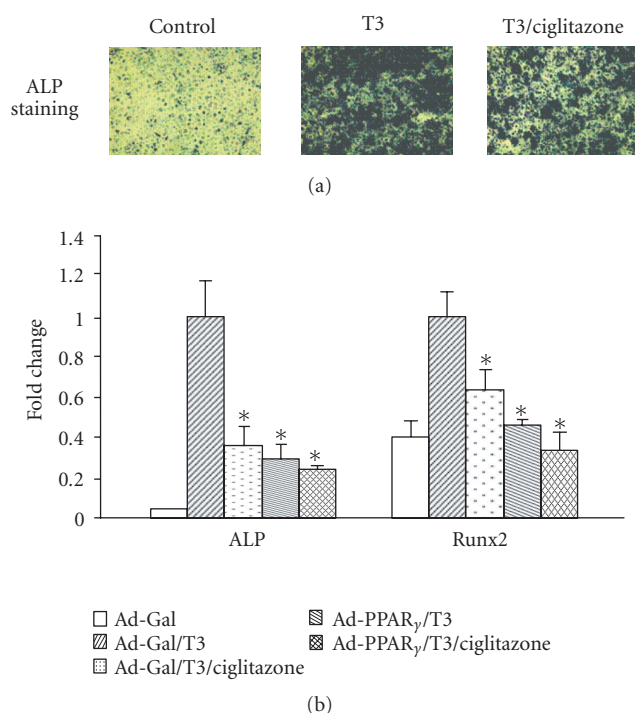 Control T3 T3/ciglitazone
ALP
staining
(a)
1.4
1.2
1
0.8
0.6
0.4
0.2
0
Fold change
* * * * * *
ALP Runx2
Ad-Gal Ad-PPARγ/T3
Ad-Gal/T3 Ad-PPARγ/T3/ciglitazone
Ad-Gal/T3/ciglitazone
(b)